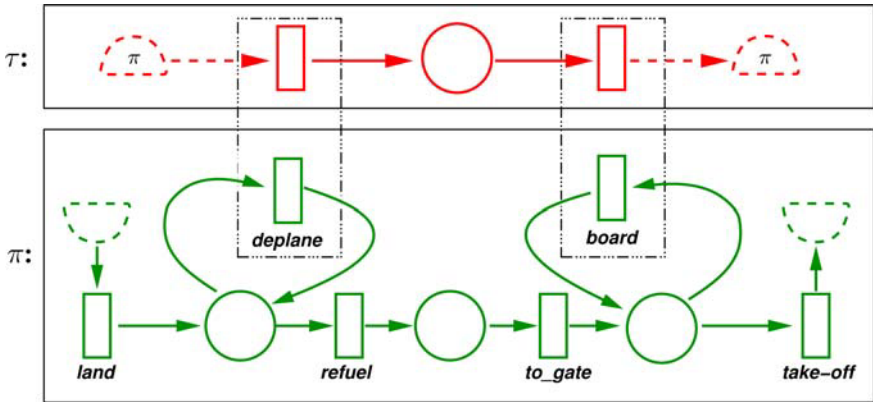 τ:
π
π
deplane
board
π:
land
refuel
to_gate
take-off